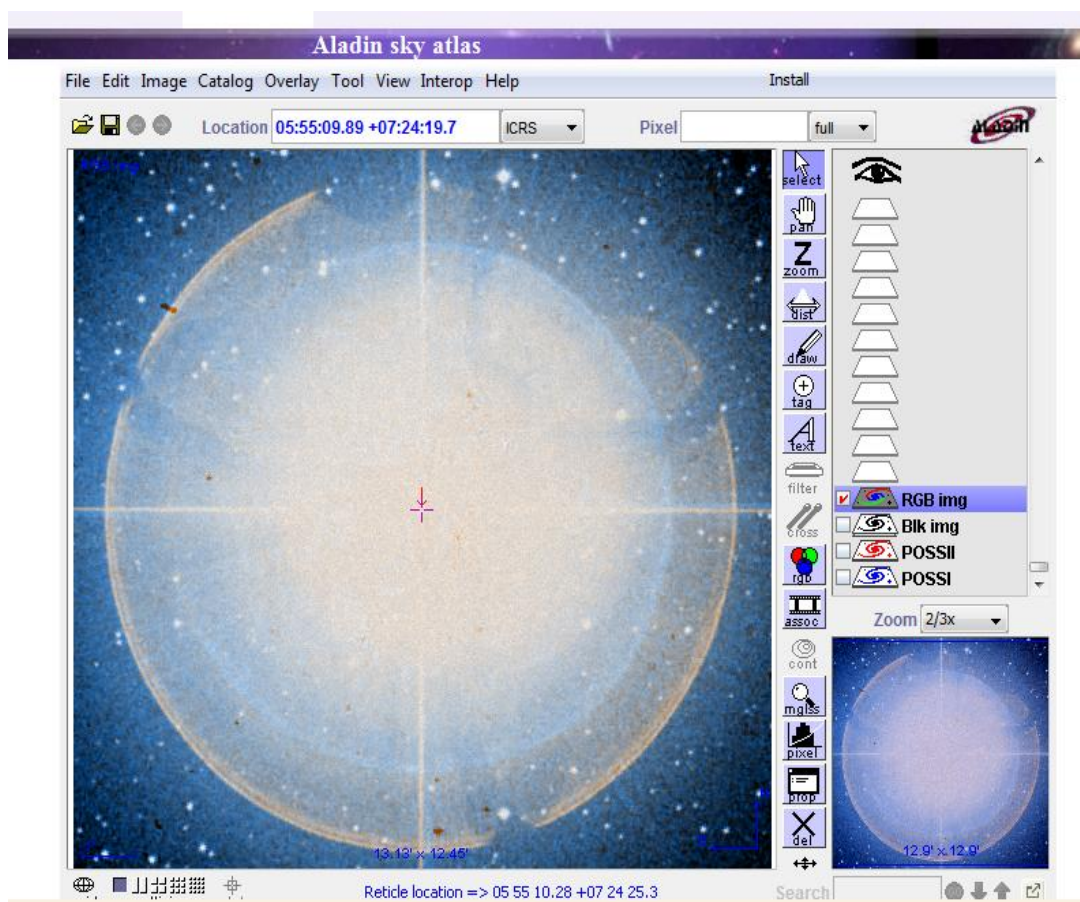 Aladin sky atlas
File Edit Image Catalog Overlay Tool View Interop Help Install
Location 05:55:09.89 +07:24:19.7 ICRS Pixel full Aladin
select
pan
Z
zoom
dist
draw
tag
A
text
filter
cross
rgb
assoc
cont
mglss
pixel
prop
del
RGB img
Blk img
POSSII
POSSI
Zoom 2/3x
13.13' x 12.45'
12.9' x 12.9'
Reticle location => 05 55 10.28 +07 24 25.3
Search